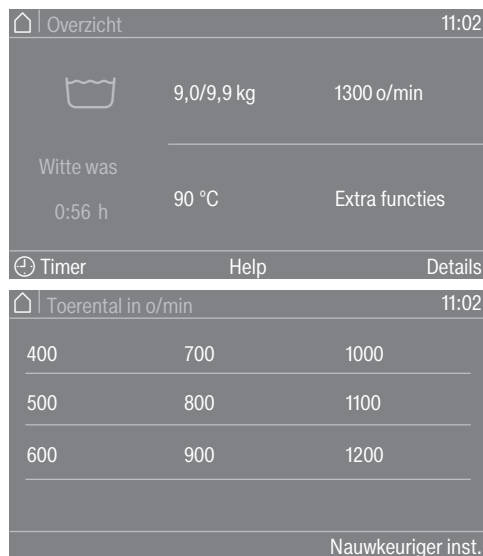 Overzicht 11:02
9,0/9,9 kg 1300 o/min
Witte was
90 °C Extra functies
0:56 h
Timer Help Details
Toerental in o/min 11:02
400 700 1000
500 800 1100
600 900 1200
Nauwkeuriger inst.